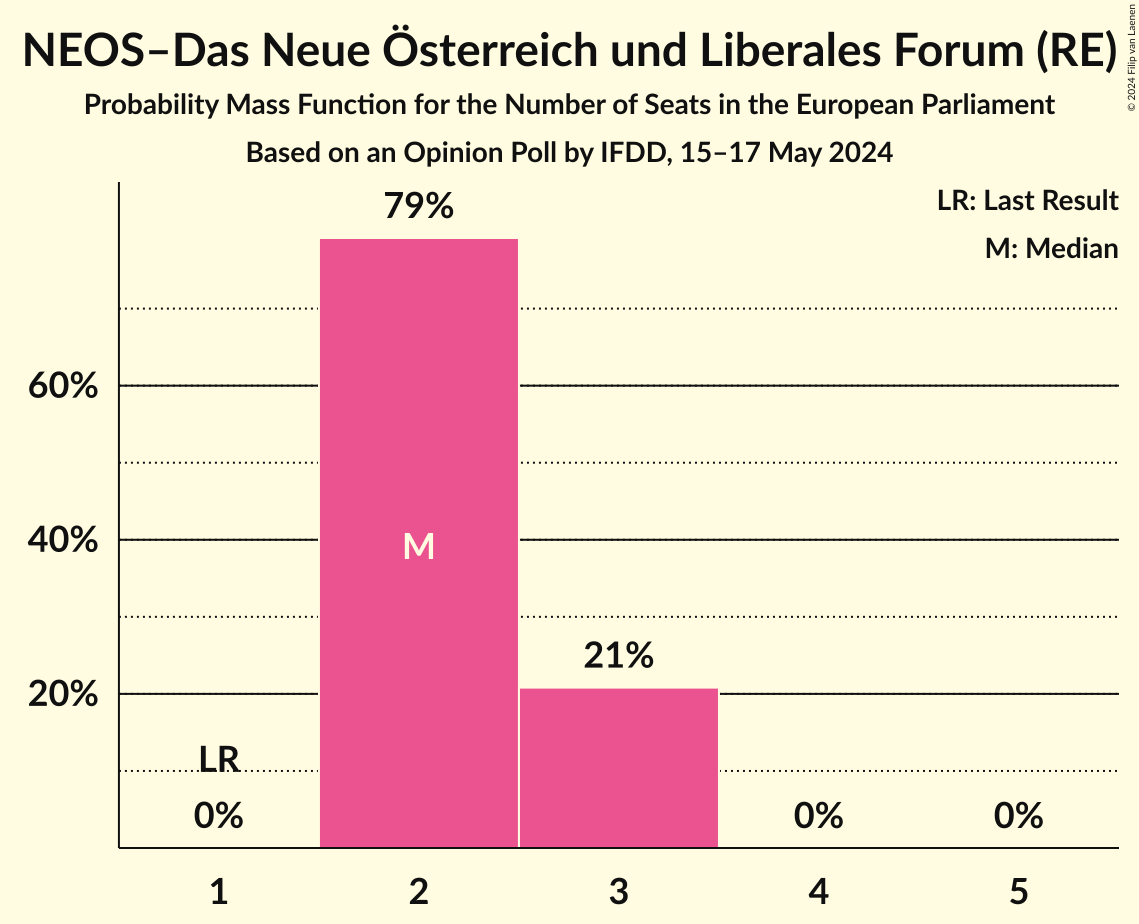 NEOS–Das Neue Österreich und Liberales Forum (RE)
Probability Mass Function for the Number of Seats in the European Parliament
Based on an Opinion Poll by IFDD, 15–17 May 2024
© 2024 Filip van Laenen
LR: Last Result
M: Median
79%
60%
40%
M
21%
20%
LR
0%
0%
0%
1 2 3 4 5